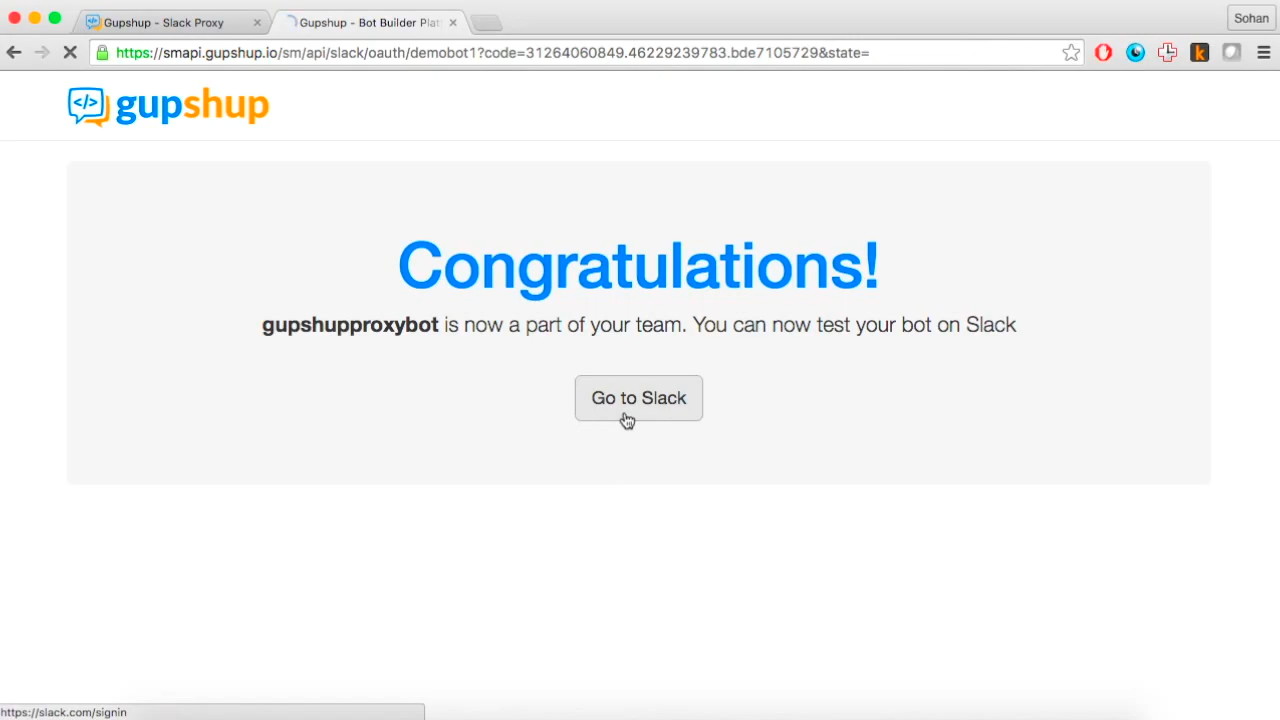 Gupshup - Slack Proxy
Gupshup - Bot Builder Plat
Sohan
https://smapi.gupshup.io/sm/api/slack/oauth/demobot1?code=31264060849.46229239783.bde7105729&state=
</> gupshup
Congratulations!
gupshupproxybot is now a part of your team. You can now test your bot on Slack
Go to Slack
https://slack.com/signin